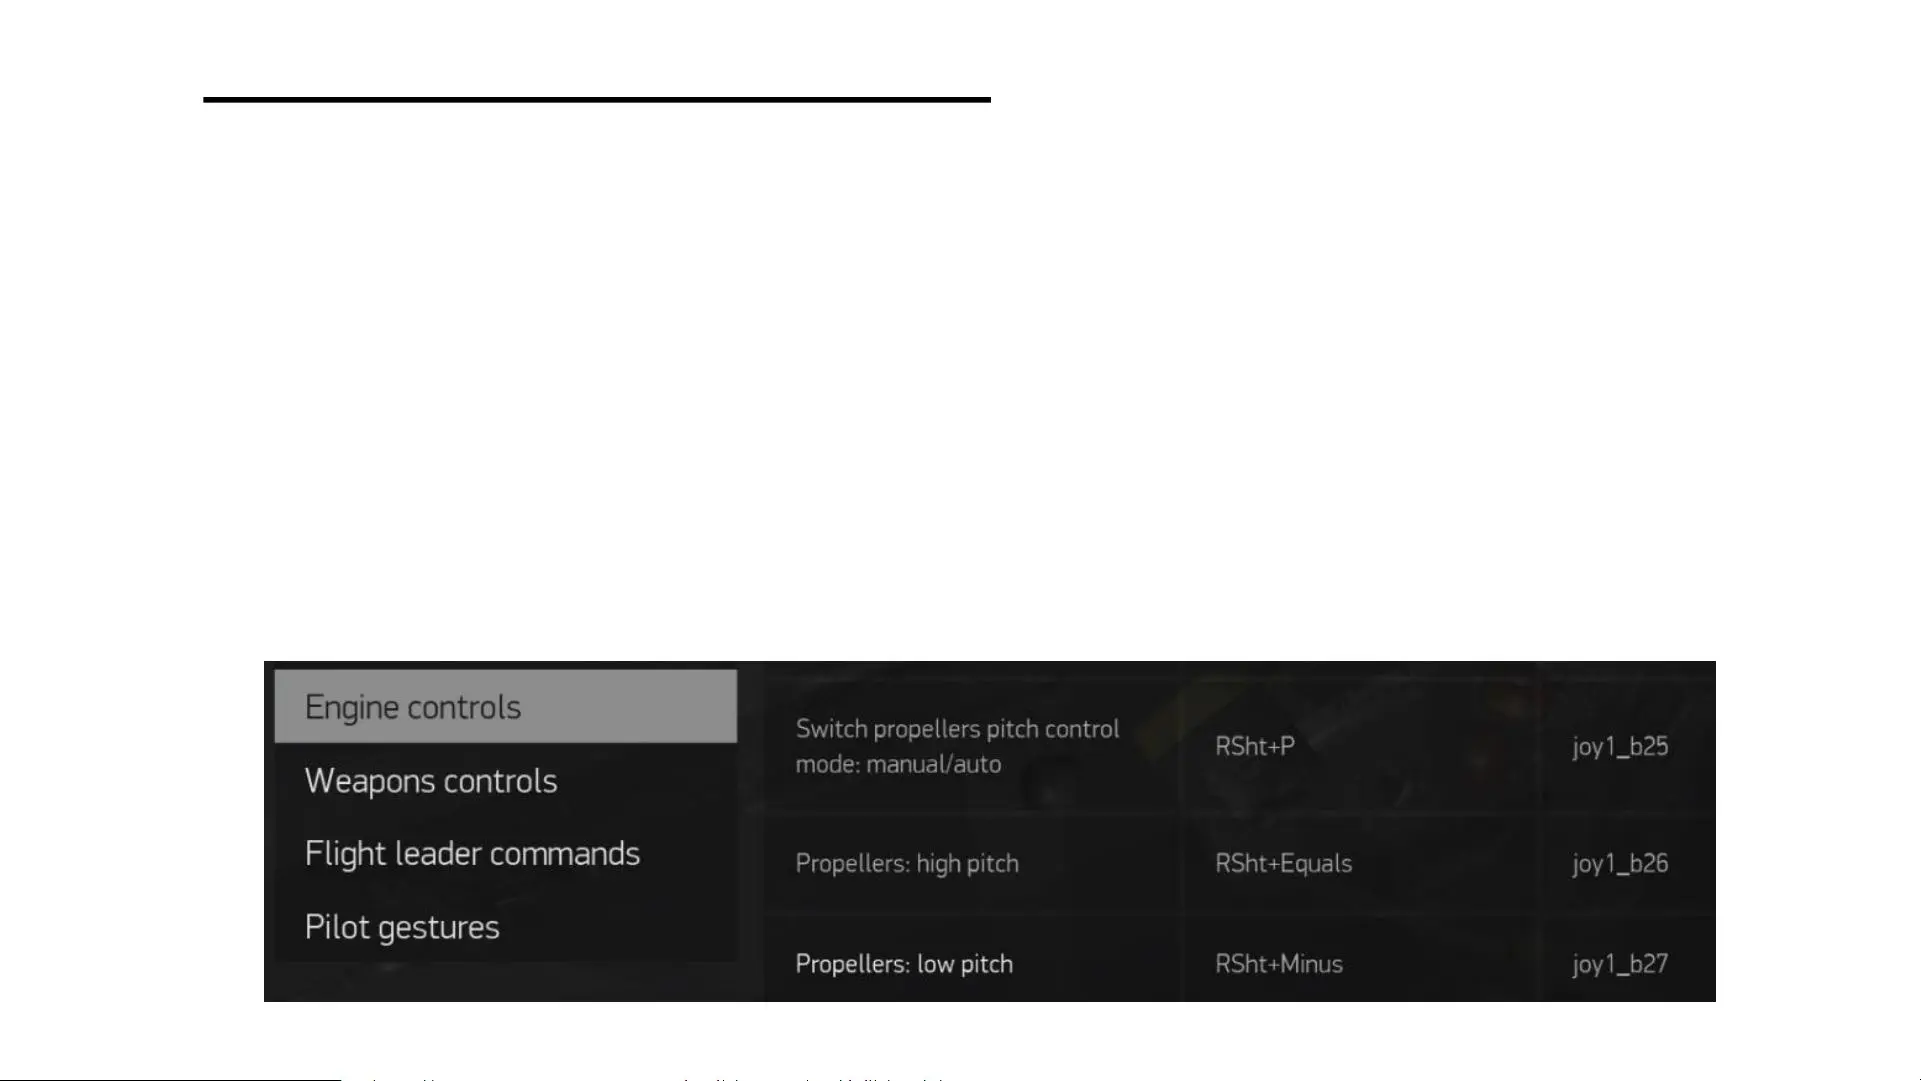 Engine controls
Weapons controls
Flight leader commands
Pilot gestures
Switch propellers pitch control
mode: manual/auto
RSht+P
joy1_b25
Propellers: high pitch
RSht+Equals
joy1_b26
Propellers: low pitch
RSht+Minus
joy1_b27